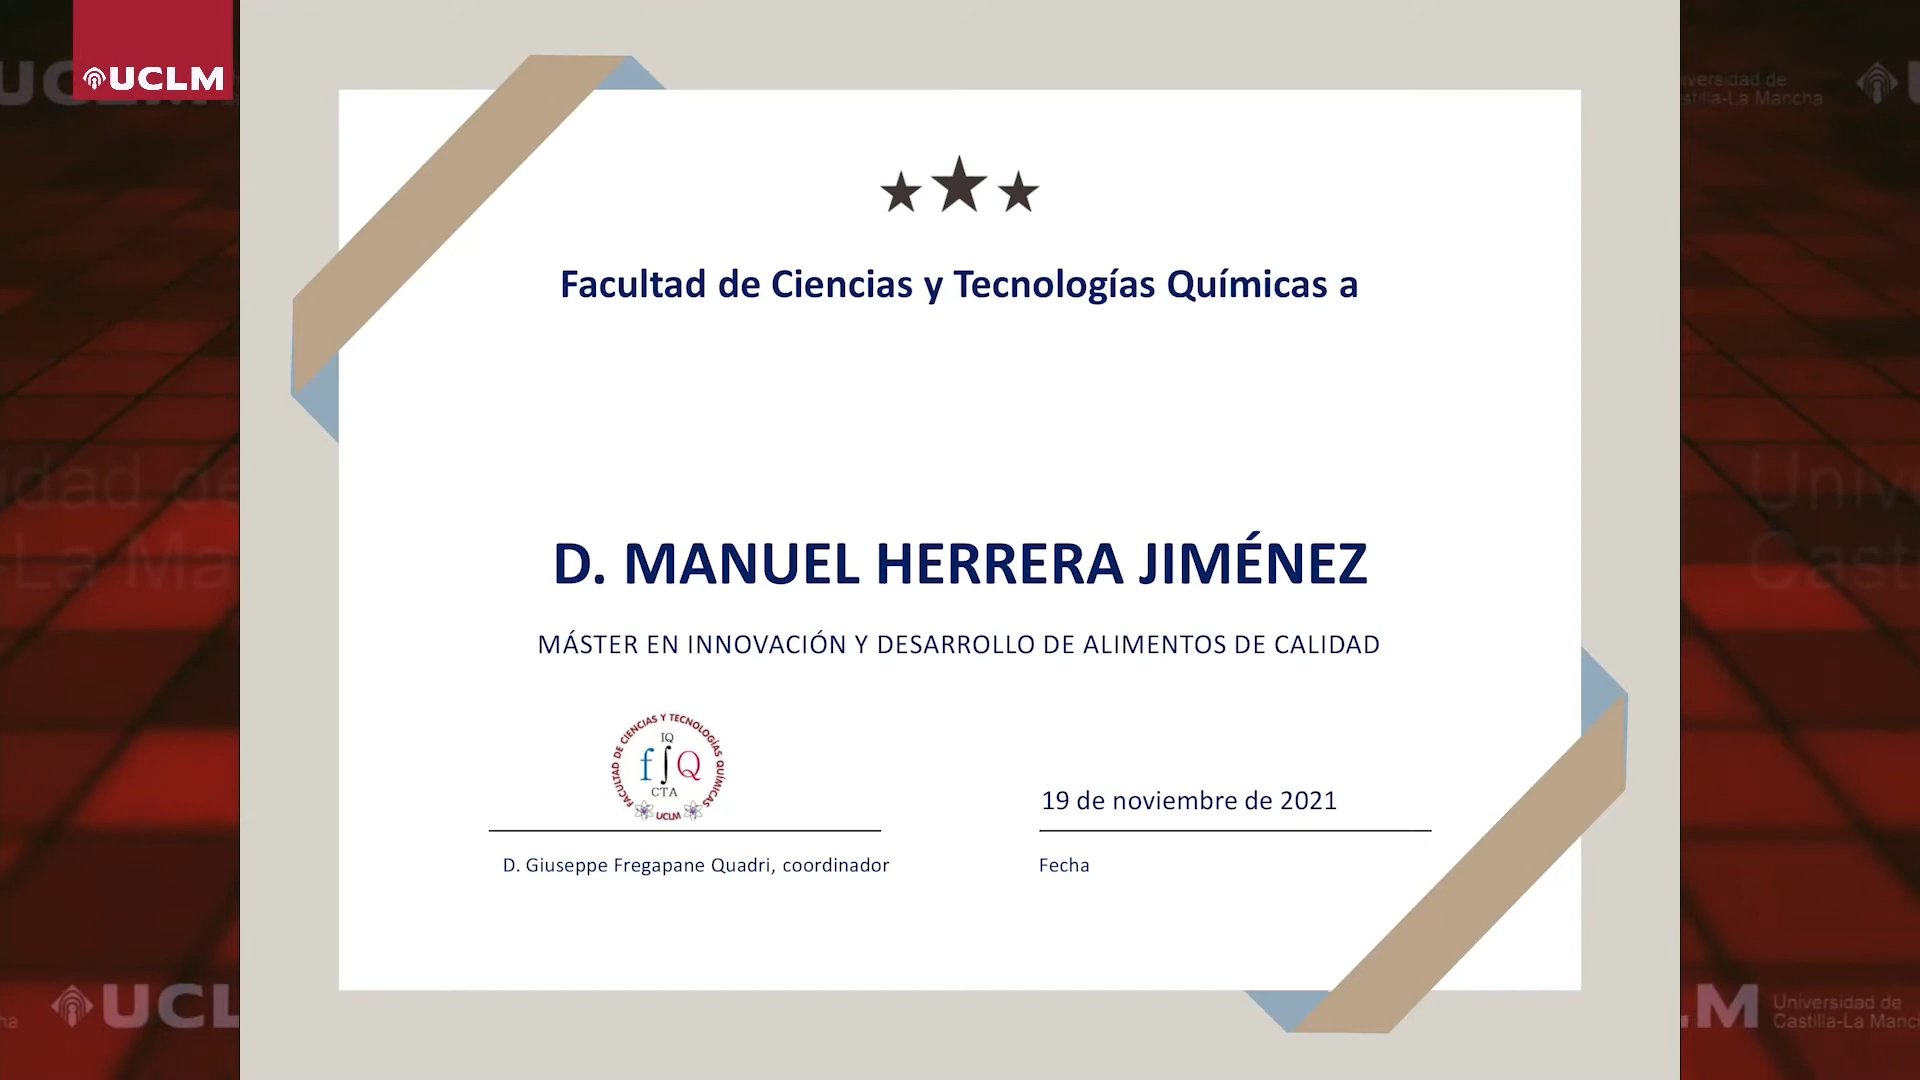 UCLM
Facultad de Ciencias y Tecnologías Químicas a
D. MANUEL HERRERA JIMÉNEZ
MÁSTER EN INNOVACIÓN Y DESARROLLO DE ALIMENTOS DE CALIDAD
FACULTAD DE CIENCIAS Y TECNOLOGÍAS QUÍMICAS
IQ
f∫Q
CTA
UCLM
19 de noviembre de 2021
D. Giuseppe Fregapane Quadri, coordinador
Fecha
Universidad de
Castilla-La Mancha